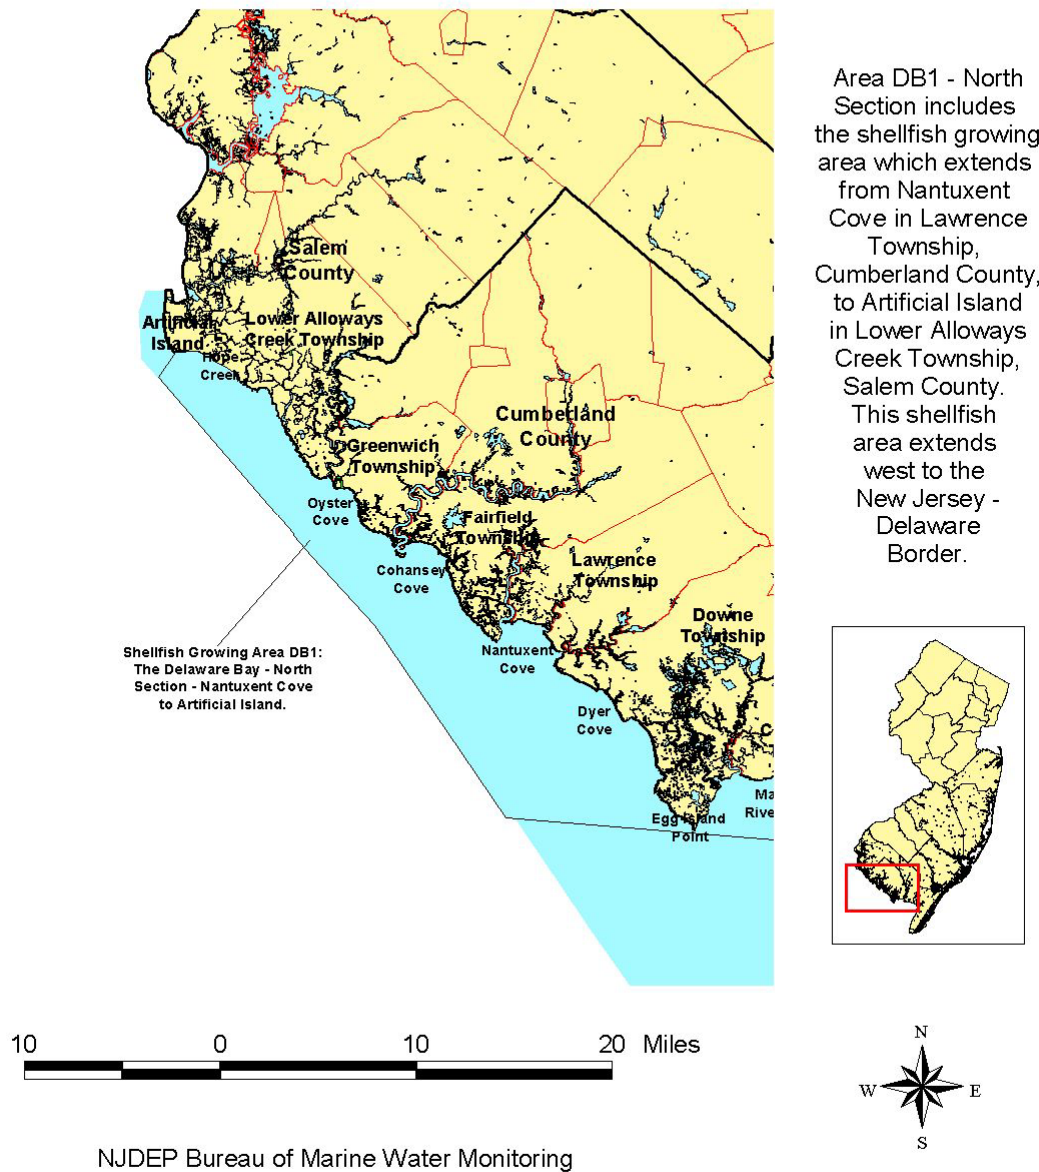 Area DB1 - North
Section includes
the shellfish growing
area which extends
from Nantuxent
Cove in Lawrence
Township,
Cumberland County,
to Artificial Island
in Lower Alloways
Creek Township,
Salem County.
This shellfish
area extends
west to the
New Jersey -
Delaware
Border.
Salem
County
Artificial
Island
Lower Alloways
Creek Township
Hope
Creek
Cumberland
County
Greenwich
Township
Oyster
Cove
Fairfield
Township
Cohansey
Cove
Lawrence
Township
Downe
Township
Nantuxent
Cove
Shellfish Growing Area DB1:
The Delaware Bay - North
Section - Nantuxent Cove
to Artificial Island.
Dyer
Cove
C
Ma
Rive
Egg Island
Point
10 0 10 20 Miles
N
W E
S
NJDEP Bureau of Marine Water Monitoring